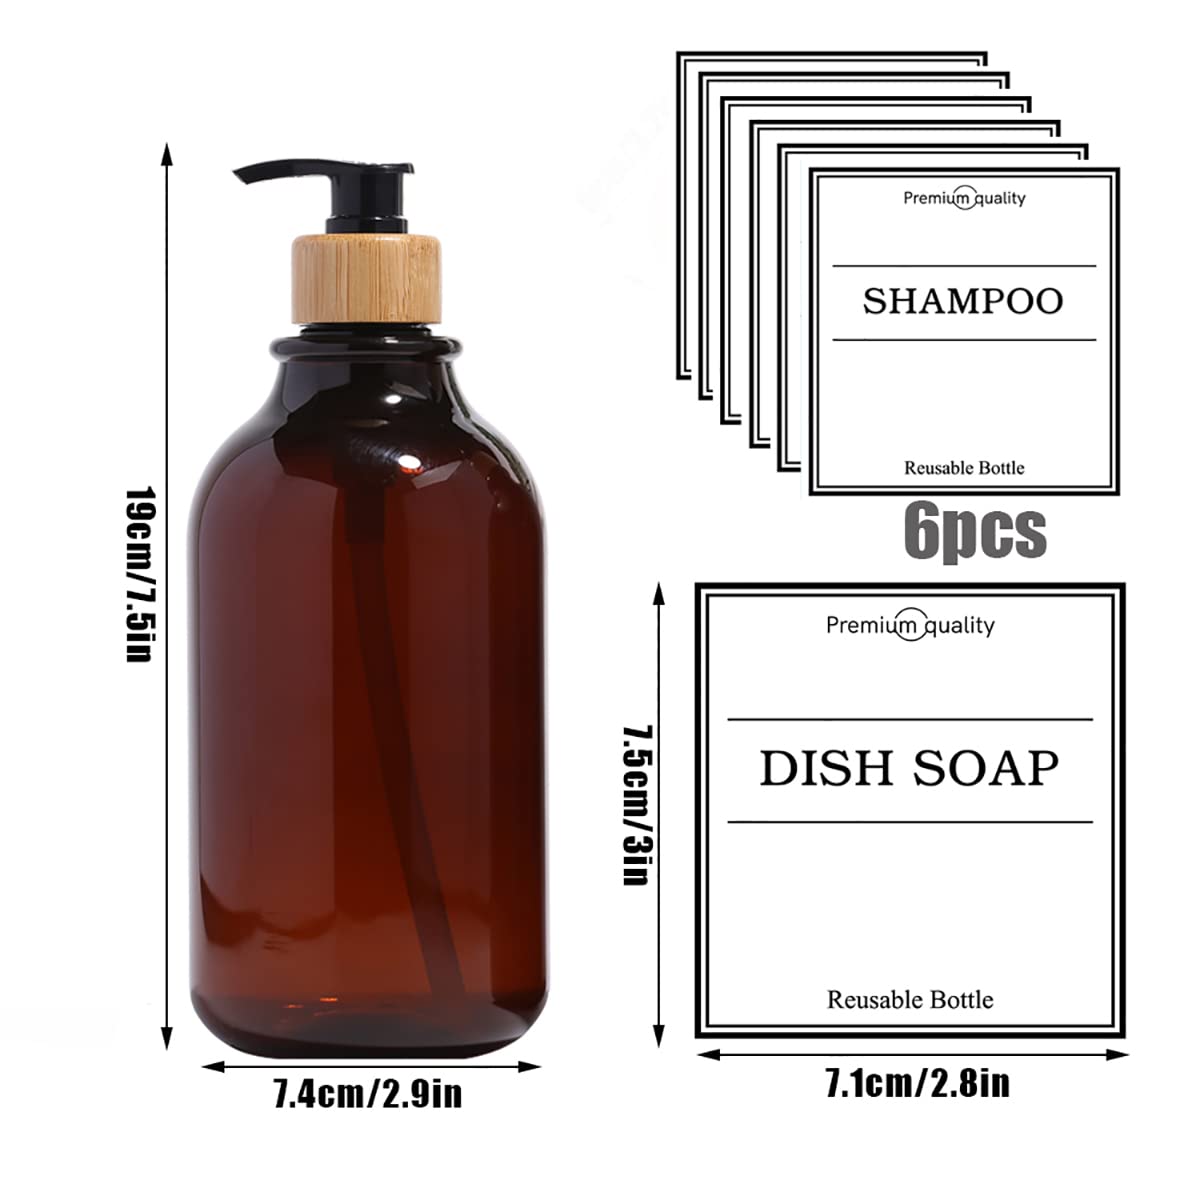 19cm/7.5in
7.4cm/2.9in
Premium quality
SHAMPOO
Reusable Bottle
6pcs
7.5cm/3in
Premium quality
DISH SOAP
Reusable Bottle
7.1cm/2.8in